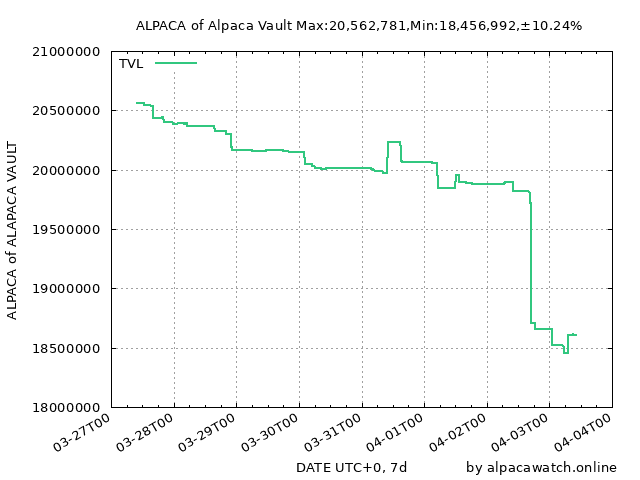 ALPACA of Alpaca Vault Max:20,562,781,Min:18,456,992,±10.24%
21000000
TVL
20500000
20000000
19500000
19000000
18500000
18000000
ALPACA of ALAPACA VAULT
03-27T00
03-28T00
03-29T00
03-30T00
03-31T00
04-01T00
04-02T00
04-03T00
04-04T00
DATE UTC+0, 7d
by alpacawatch.online